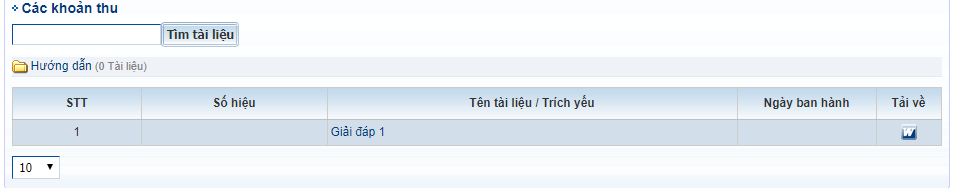 Các khoản thu
Tìm tài liệu
Hướng dẫn (0 Tài liệu)
STT Số hiệu Tên tài liệu / Trích yếu Ngày ban hành Tải về
1 Giải đáp 1 W
10